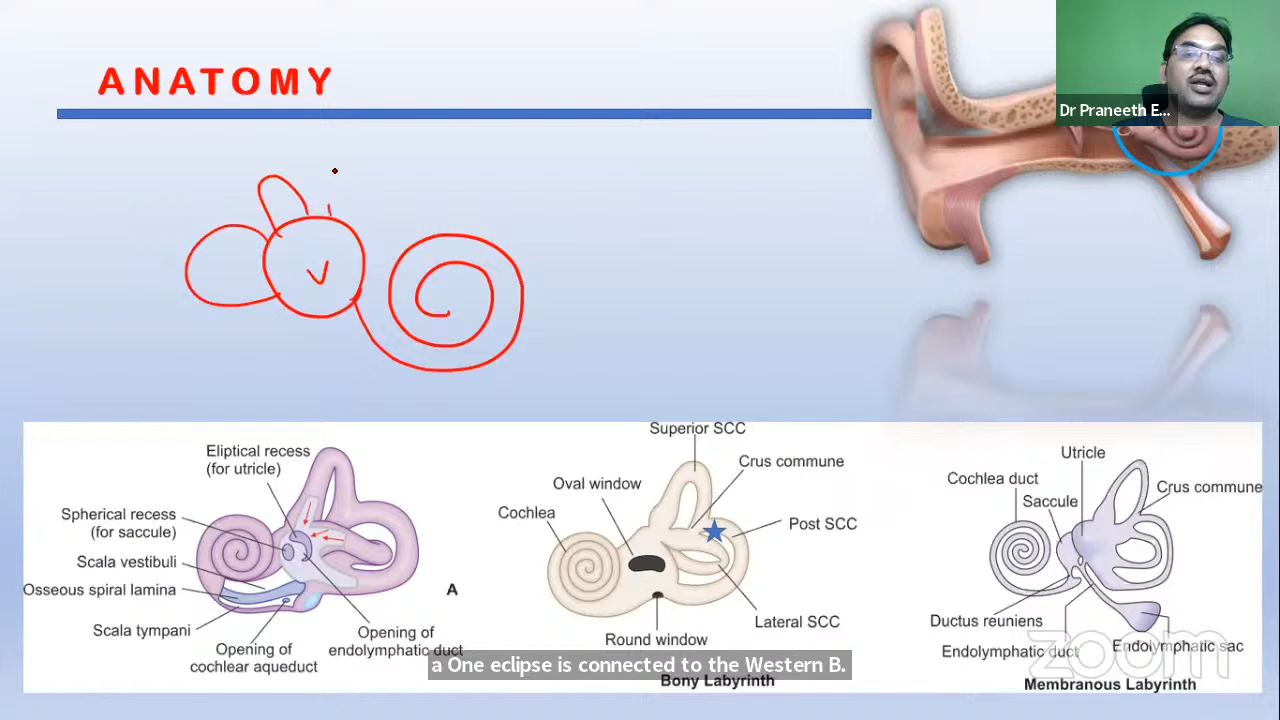 ANATOMY
Dr Praneeth E...
V
Eliptical recess
(for utricle)
Spherical recess
(for saccule)
Scala vestibuli
Osseous spiral lamina
Scala tympani
Opening of
cochlear aqueduct
Opening of
endolymphatic duct
A
Superior SCC
Crus commune
Oval window
Cochlea
Post SCC
Lateral SCC
Round window
Bony Labyrinth
Utricle
Cochlea duct
Saccule
Crus commune
Ductus reuniens
Endolymphatic duct
Endolymphatic sac
Membranous Labyrinth
zoom
a One eclipse is connected to the Western B.